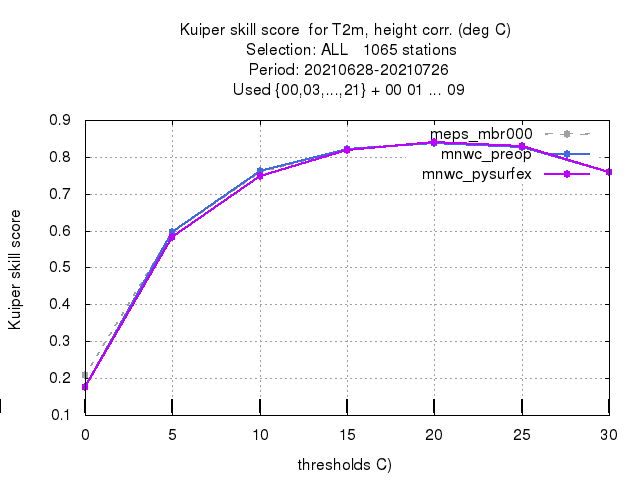 Kuiper skill score  for T2m, height corr. (deg C)
Selection: ALL   1065 stations
Period: 20210628-20210726
Used {00,03,...,21} + 00 01 ... 09
meps_mbr000
mnwc_preop
mnwc_pysurfex
Kuiper skill score
0.9
0.8
0.7
0.6
0.5
0.4
0.3
0.2
0.1
0 5 10 15 20 25 30
thresholds C)